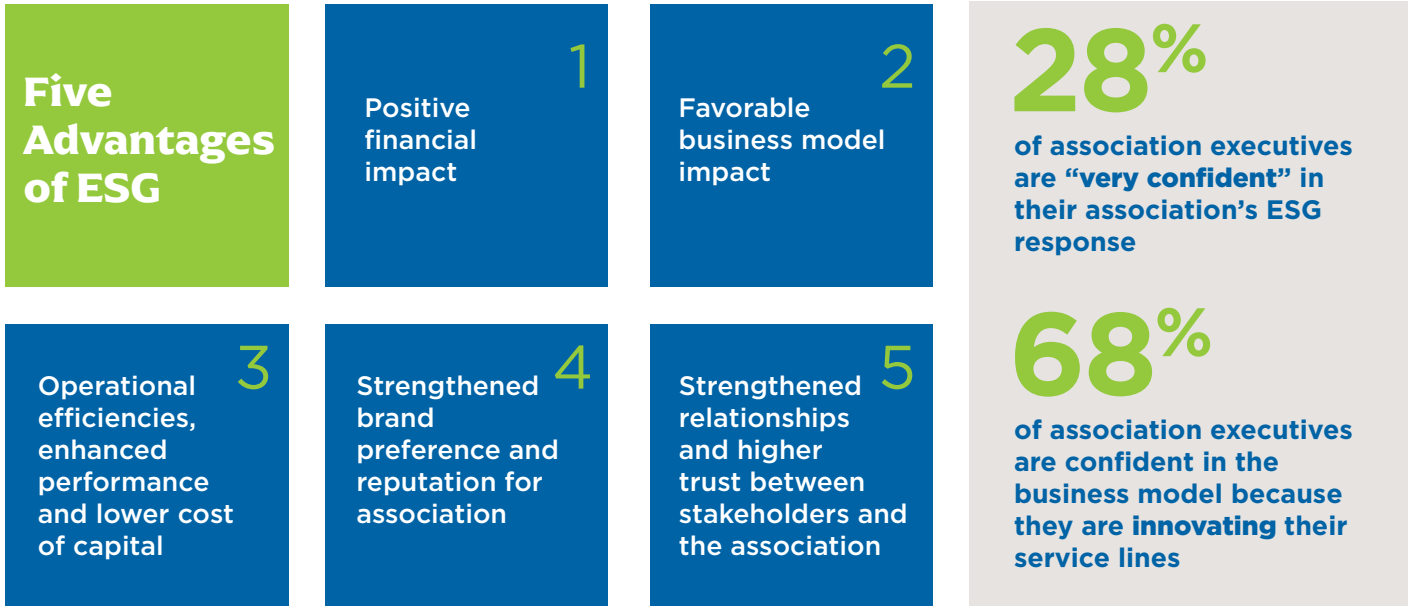 Five
Advantages
of ESG
1
Positive
financial
impact
2
Favorable
business model
impact
3
Operational
efficiencies,
enhanced
performance
and lower cost
of capital
4
Strengthened
brand
preference and
reputation for
association
5
Strengthened
relationships
and higher
trust between
stakeholders and
the association
28%
of association executives
are “very confident” in
their association’s ESG
response
68%
of association executives
are confident in the
business model because
they are innovating their
service lines